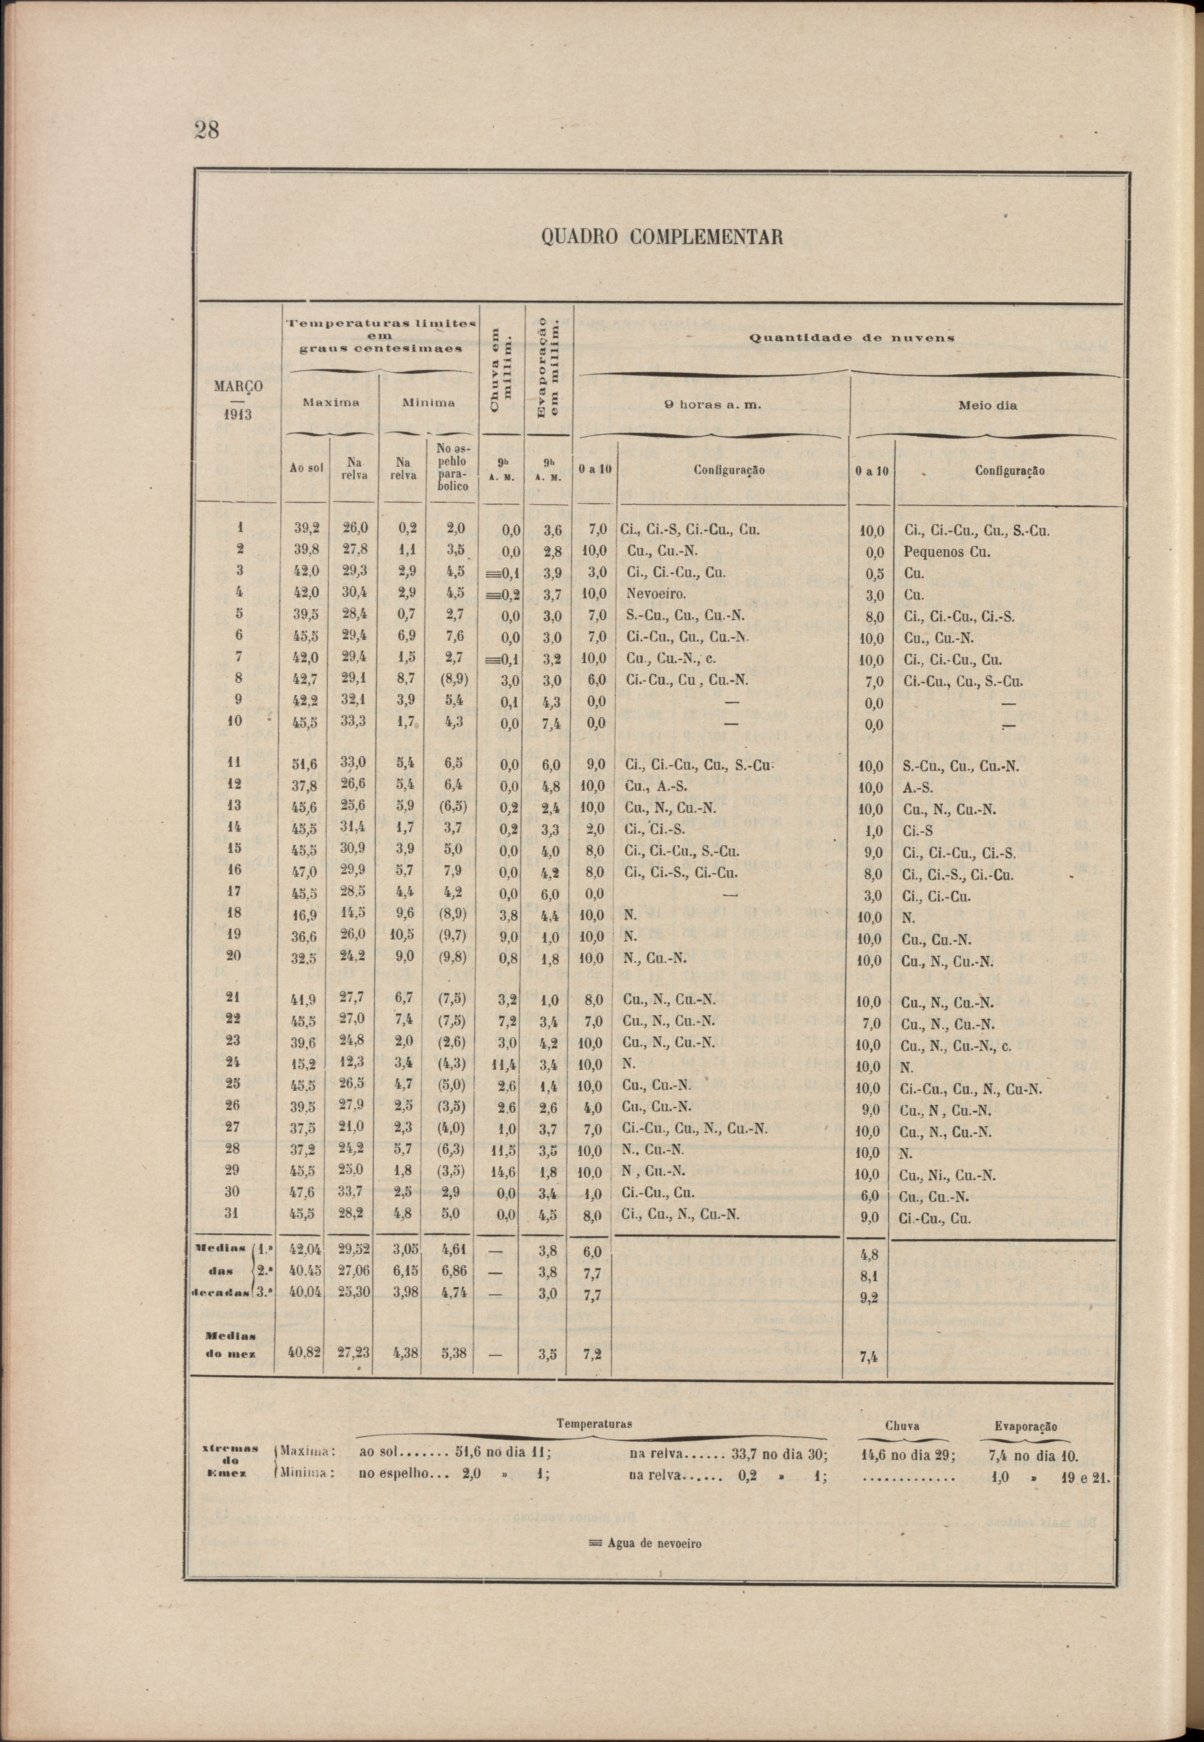 28
QUADRO COMPLEMENTAR
MARÇO
1913
Temperaturas limites
em
graus centesimaes
Chuva em
millim.
Evaporação
em millim.
Quantidade de nuvens
Maxima
Minima
9 horas a. m.
Meio dia
Ao sol
Na
relva
Na
relva
No es-
pehlo
para-
bolico
9h
A. M.
9h
A. M.
0 a 10
Configuração
0 a 10
Configuração
1 39,2 26,0 0,2 2,0 0,0 3,6 7,0 Ci., Ci.-S, Ci.-Cu., Cu. 10,0 Ci., Ci.-Cu., Cu., S.-Cu.
2 39,8 27,8 1,1 3,5 0,0 2,8 10,0 Cu., Cu.-N. 0,0 Pequenos Cu.
3 42,0 29,3 2,9 4,5 ≡0,1 3,9 3,0 Ci., Ci.-Cu., Cu. 0,5 Cu.
4 42,0 30,4 2,9 4,5 ≡0,2 3,7 10,0 Nevoeiro. 3,0 Cu.
5 39,5 28,4 0,7 2,7 0,0 3,0 7,0 S.-Cu., Cu., Cu.-N. 8,0 Ci., Ci.-Cu., Ci.-S.
6 45,5 29,4 6,9 7,6 0,0 3,0 7,0 Ci.-Cu., Cu., Cu.-N. 10,0 Cu., Cu.-N.
7 42,0 29,4 1,5 2,7 ≡0,1 3,2 10,0 Cu., Cu.-N., c. 10,0 Ci., Ci.-Cu., Cu.
8 42,7 29,1 8,7 (8,9) 3,0 3,0 6,0 Ci.-Cu., Cu , Cu.-N. 7,0 Ci.-Cu., Cu., S.-Cu.
9 42,2 32,1 3,9 5,4 0,1 4,3 0,0 — 0,0 —
10 45,5 33,3 1,7 4,3 0,0 7,4 0,0 — 0,0 —
11 51,6 33,0 5,4 6,5 0,0 6,0 9,0 Ci., Ci.-Cu., Cu., S.-Cu. 10,0 S.-Cu., Cu., Cu.-N.
12 37,8 26,6 5,4 6,4 0,0 4,8 10,0 Cu., A.-S. 10,0 A.-S.
13 45,6 25,6 5,9 (6,5) 0,2 2,4 10,0 Cu., N., Cu.-N. 10,0 Cu., N., Cu.-N.
14 45,5 31,4 1,7 3,7 0,2 3,3 2,0 Ci., Ci.-S. 1,0 Ci.-S
15 45,5 30,9 3,9 5,0 0,0 4,0 8,0 Ci., Ci.-Cu., S.-Cu. 9,0 Ci., Ci.-Cu., Ci.-S.
16 47,0 29,9 5,7 7,9 0,0 4,2 8,0 Ci., Ci.-S., Ci.-Cu. 8,0 Ci., Ci.-S., Ci.-Cu.
17 45,5 28,5 4,4 4,2 0,0 6,0 0,0 — 3,0 Ci., Ci.-Cu.
18 16,9 14,5 9,6 (8,9) 3,8 4,4 10,0 N. 10,0 N.
19 36,6 26,0 10,5 (9,7) 9,0 1,0 10,0 N. 10,0 Cu., Cu.-N.
20 32,5 24,2 9,0 (9,8) 0,8 1,8 10,0 N., Cu.-N. 10,0 Cu., N., Cu.-N.
21 41,9 27,7 6,7 (7,5) 3,2 1,0 8,0 Cu., N., Cu.-N. 10,0 Cu., N., Cu.-N.
22 45,5 27,0 7,4 (7,5) 7,2 3,4 7,0 Cu., N., Cu.-N. 7,0 Cu., N., Cu.-N.
23 39,6 24,8 2,0 (2,6) 3,0 4,2 10,0 Cu., N., Cu.-N. 10,0 Cu., N., Cu.-N., c.
24 15,2 12,3 3,4 (4,3) 11,4 3,4 10,0 N. 10,0 N.
25 45,5 26,5 4,7 (5,0) 2,6 1,4 10,0 Cu., Cu.-N. 10,0 Ci.-Cu., Cu., N., Cu-N.
26 39,5 27,9 2,5 (3,5) 2,6 2,6 4,0 Cu., Cu.-N. 9,0 Cu., N , Cu.-N.
27 37,5 21,0 2,3 (4,0) 1,0 3,7 7,0 Ci.-Cu., Cu., N., Cu.-N. 10,0 Cu., N., Cu.-N.
28 37,2 24,2 5,7 (6,3) 11,5 3,5 10,0 N., Cu.-N. 10,0 N.
29 45,5 25,0 1,8 (3,5) 14,6 1,8 10,0 N , Cu.-N. 10,0 Cu., Ni., Cu.-N.
30 47,6 33,7 2,5 2,9 0,0 3,4 1,0 Ci.-Cu., Cu. 6,0 Cu., Cu.-N.
31 45,5 28,2 4,8 5,0 0,0 4,5 8,0 Ci., Cu., N., Cu.-N. 9,0 Ci.-Cu., Cu.
Medias 1.ª 42,04 29,52 3,05 4,61 — 3,8 6,0 4,8
das 2.ª 40,45 27,06 6,15 6,86 — 3,8 7,7 8,1
decadas 3.ª 40,04 25,30 3,98 4,74 — 3,0 7,7 9,2
Medias
do mez 40,82 27,23 4,38 5,38 — 3,5 7,2 7,4
Temperaturas Chuva Evaporação
xtremas
do
Emez
Maxima: ao sol....... 51,6 no dia 11; na relva...... 33,7 no dia 30; 14,6 no dia 29; 7,4 no dia 10.
Minima: no espelho... 2,0 » 1; na relva...... 0,2 » 1; ............. 1,0 » 19 e 21.
≡ Agua de nevoeiro